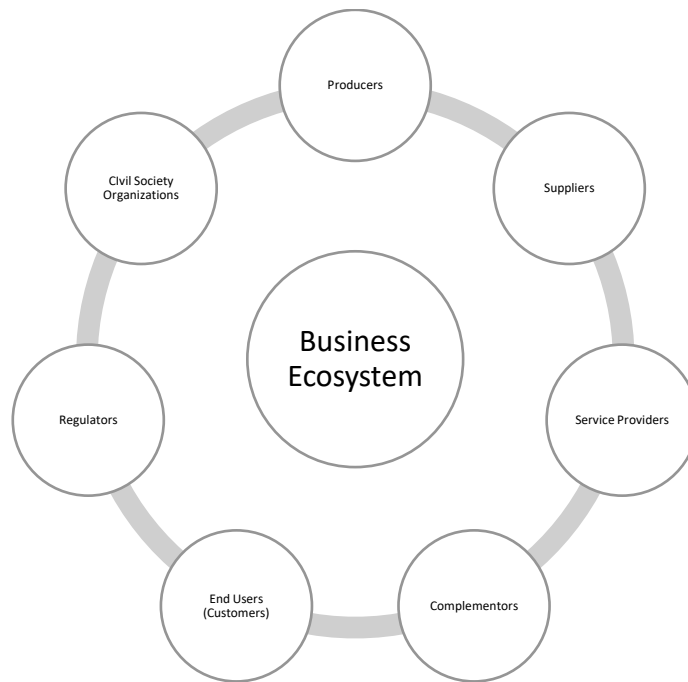 Producers
Suppliers
Service Providers
Complementors
End Users
(Customers)
Regulators
CIvil Society
Organizations
Business
Ecosystem